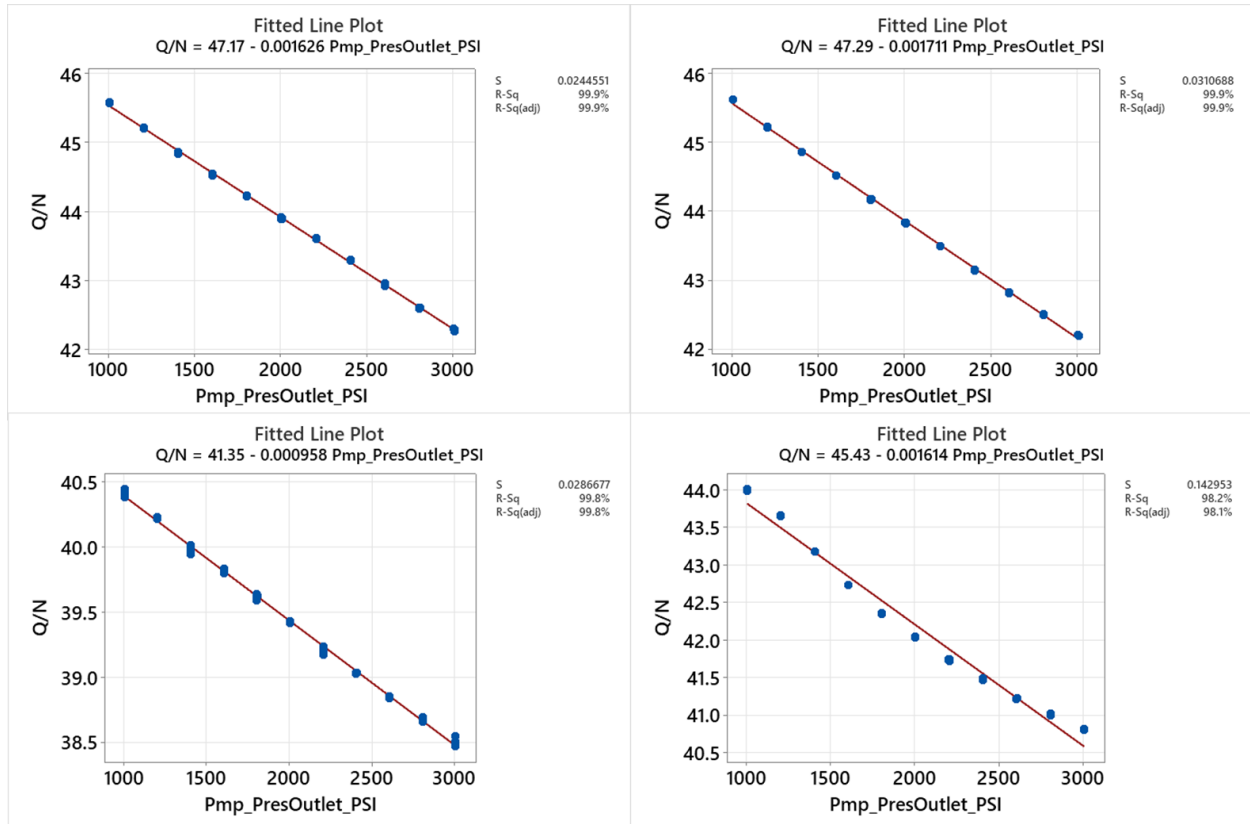 Fitted Line Plot
Q/N = 47.17 - 0.001626 Pmp_PresOutlet_PSI
S 0.0244551
R-Sq 99.9%
R-Sq(adj) 99.9%
46
45
44
43
42
Q/N
1000 1500 2000 2500 3000
Pmp_PresOutlet_PSI
Fitted Line Plot
Q/N = 47.29 - 0.001711 Pmp_PresOutlet_PSI
S 0.0310688
R-Sq 99.9%
R-Sq(adj) 99.9%
46
45
44
43
42
Q/N
1000 1500 2000 2500 3000
Pmp_PresOutlet_PSI
Fitted Line Plot
Q/N = 41.35 - 0.000958 Pmp_PresOutlet_PSI
S 0.0286677
R-Sq 99.8%
R-Sq(adj) 99.8%
40.5
40.0
39.5
39.0
38.5
Q/N
1000 1500 2000 2500 3000
Pmp_PresOutlet_PSI
Fitted Line Plot
Q/N = 45.43 - 0.001614 Pmp_PresOutlet_PSI
S 0.142953
R-Sq 98.2%
R-Sq(adj) 98.1%
44.0
43.5
43.0
42.5
42.0
41.5
41.0
40.5
Q/N
1000 1500 2000 2500 3000
Pmp_PresOutlet_PSI